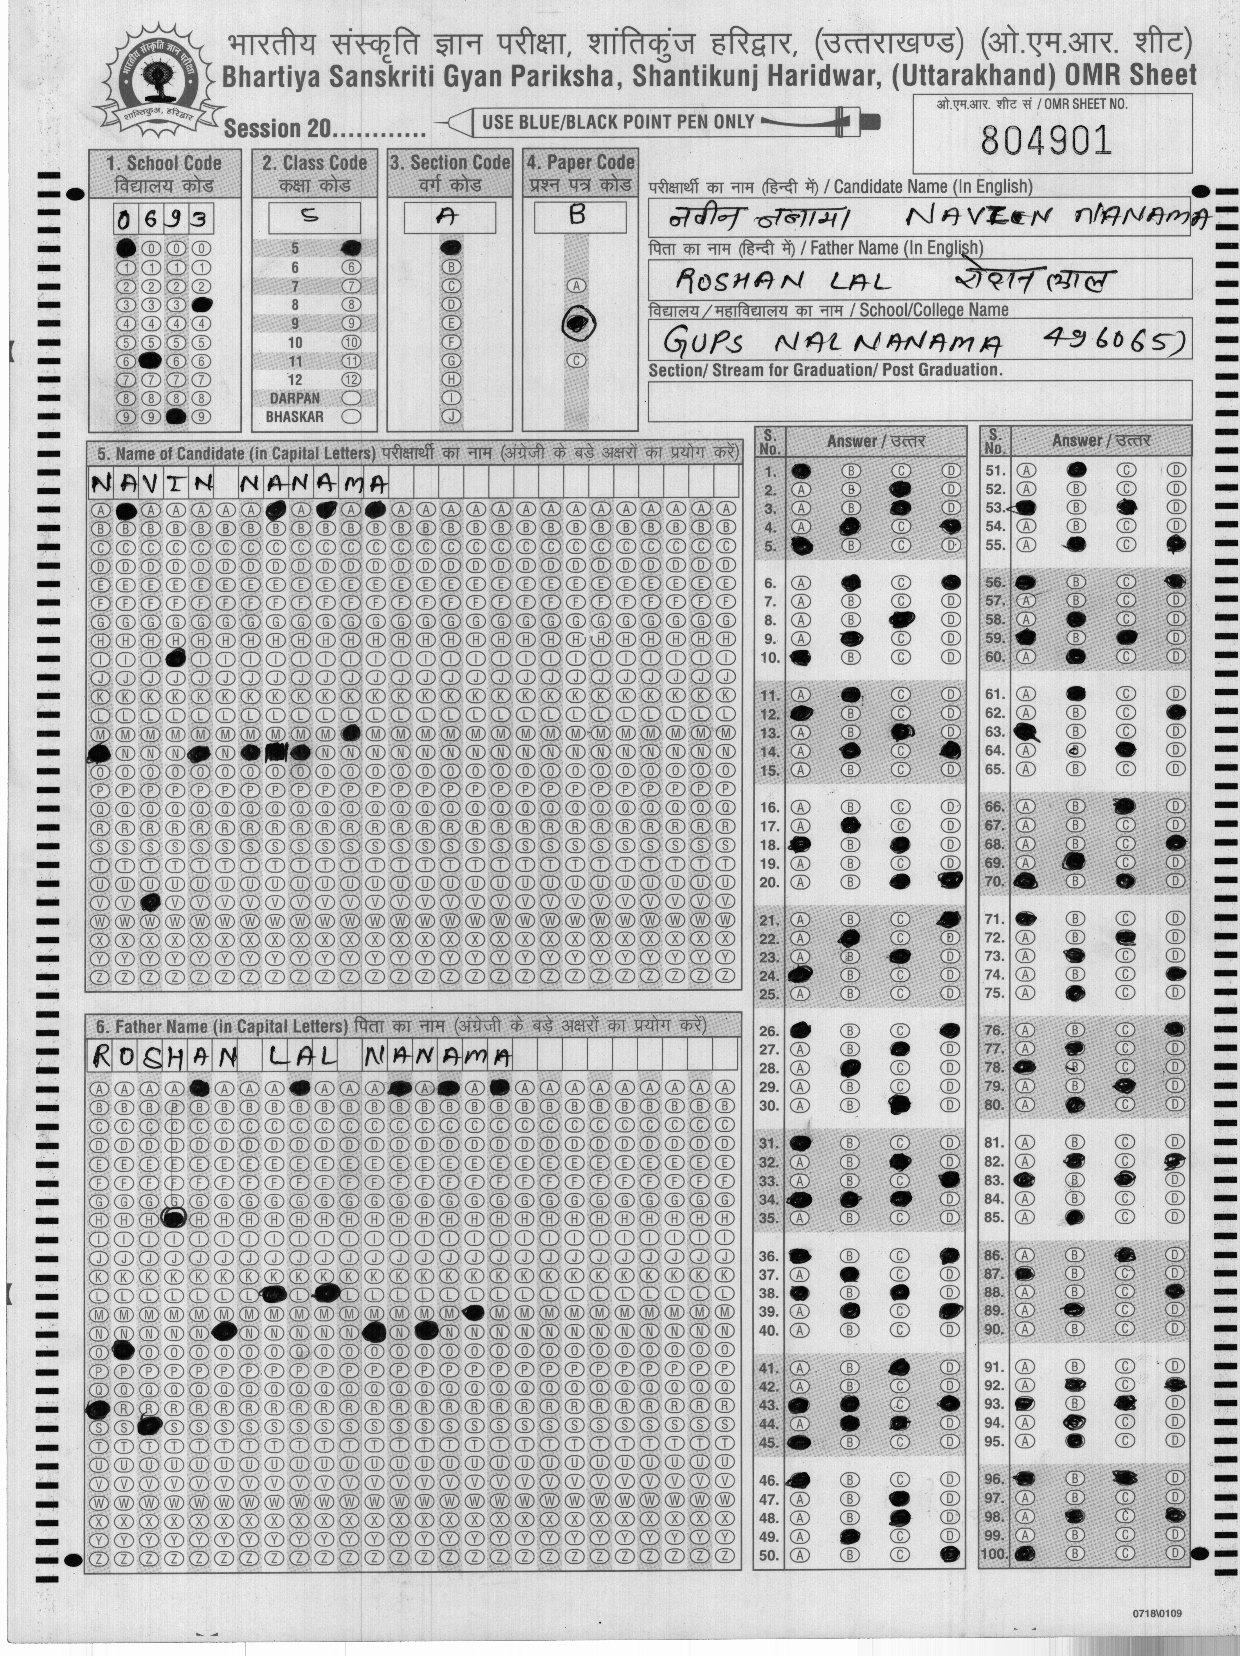 भारतीय संस्कृति ज्ञान परीक्षा, शांतिकुंज हरिद्वार, (उत्तराखण्ड) (ओ.एम.आर. शीट)
Bhartiya Sanskriti Gyan Pariksha, Shantikunj Haridwar, (Uttarakhand) OMR Sheet
Session 20............
USE BLUE/BLACK POINT PEN ONLY
ओ.एम.आर. शीट सं / OMR SHEET NO.
804901
1. School Code
विद्यालय कोड
0693
2. Class Code
कक्षा कोड
5
5
6
7
8
9
10
11
12
DARPAN
BHASKAR
3. Section Code
वर्ग कोड
A
4. Paper Code
प्रश्न पत्र कोड
B
परीक्षार्थी का नाम (हिन्दी में) / Candidate Name (In English)
नवीन ननामा NAVEEN NANAMA
पिता का नाम (हिन्दी में) / Father Name (In English)
ROSHAN LAL रोशन लाल
विद्यालय/महाविद्यालय का नाम / School/College Name
GUPS NAL NANAMA
Section/ Stream for Graduation/ Post Graduation.
5. Name of Candidate (in Capital Letters) परीक्षार्थी का नाम (अंग्रेजी के बड़े अक्षरों का प्रयोग करें)
NAVIN NANAMA
6. Father Name (in Capital Letters) पिता का नाम (अंग्रेजी के बड़े अक्षरों का प्रयोग करें)
ROSHAN LAL NANAMA
S. No. Answer / उत्तर
S. No. Answer / उत्तर
0718\0109